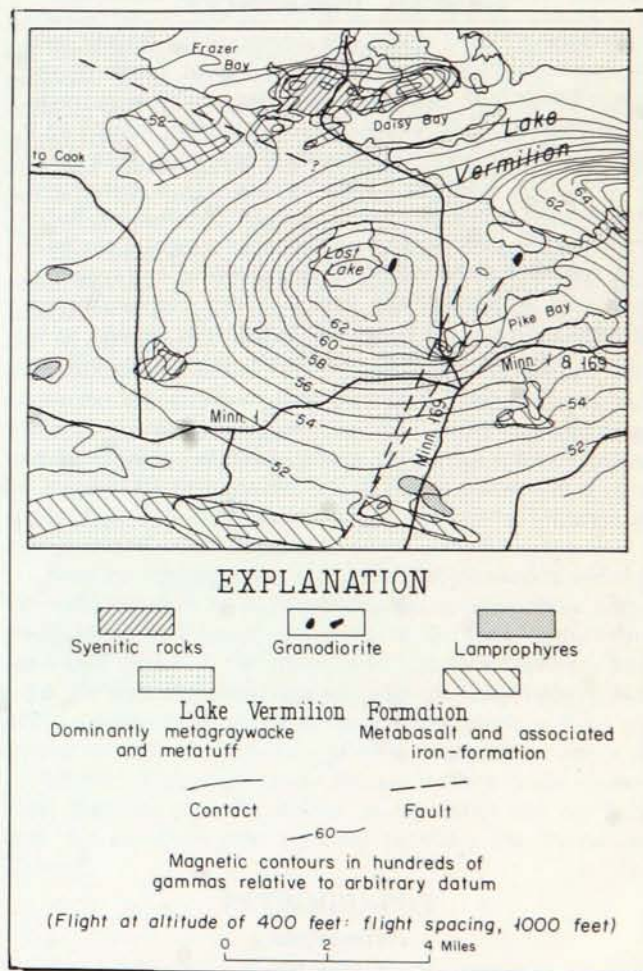 Frazer
Bay
Daisy Bay
Lake
Vermilion
52
to Cook
?
62
64
Lost
Lake
Pike Bay
62
60
58
56
Minn. 1 & 169
Minn. 1
54
54
Minn. 169
52
52
EXPLANATION
Syenitic rocks
Granodiorite
Lamprophyres
Lake Vermilion Formation
Dominantly metagraywacke
and metatuff
Metabasalt and associated
iron-formation
Contact
Fault
60
Magnetic contours in hundreds of
gammas relative to arbitrary datum
(Flight at altitude of 400 feet: flight spacing, 1000 feet)
0 2 4 Miles